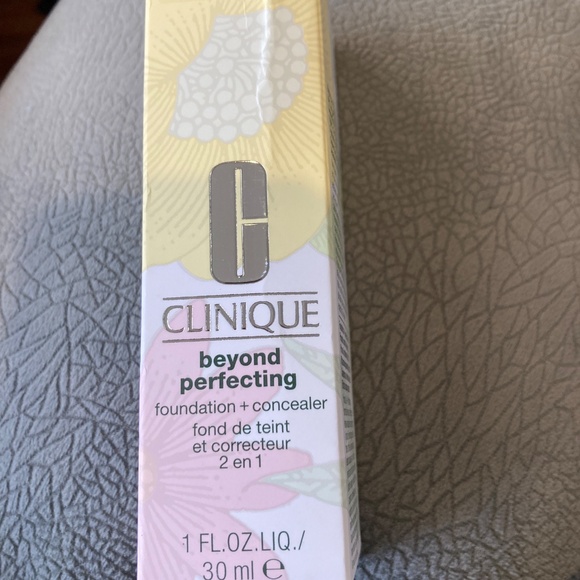 CLINIQUE
beyond
perfecting
foundation + concealer
fond de teint
et correcteur
2 en 1
1 FL.OZ.LIQ./
30 ml e